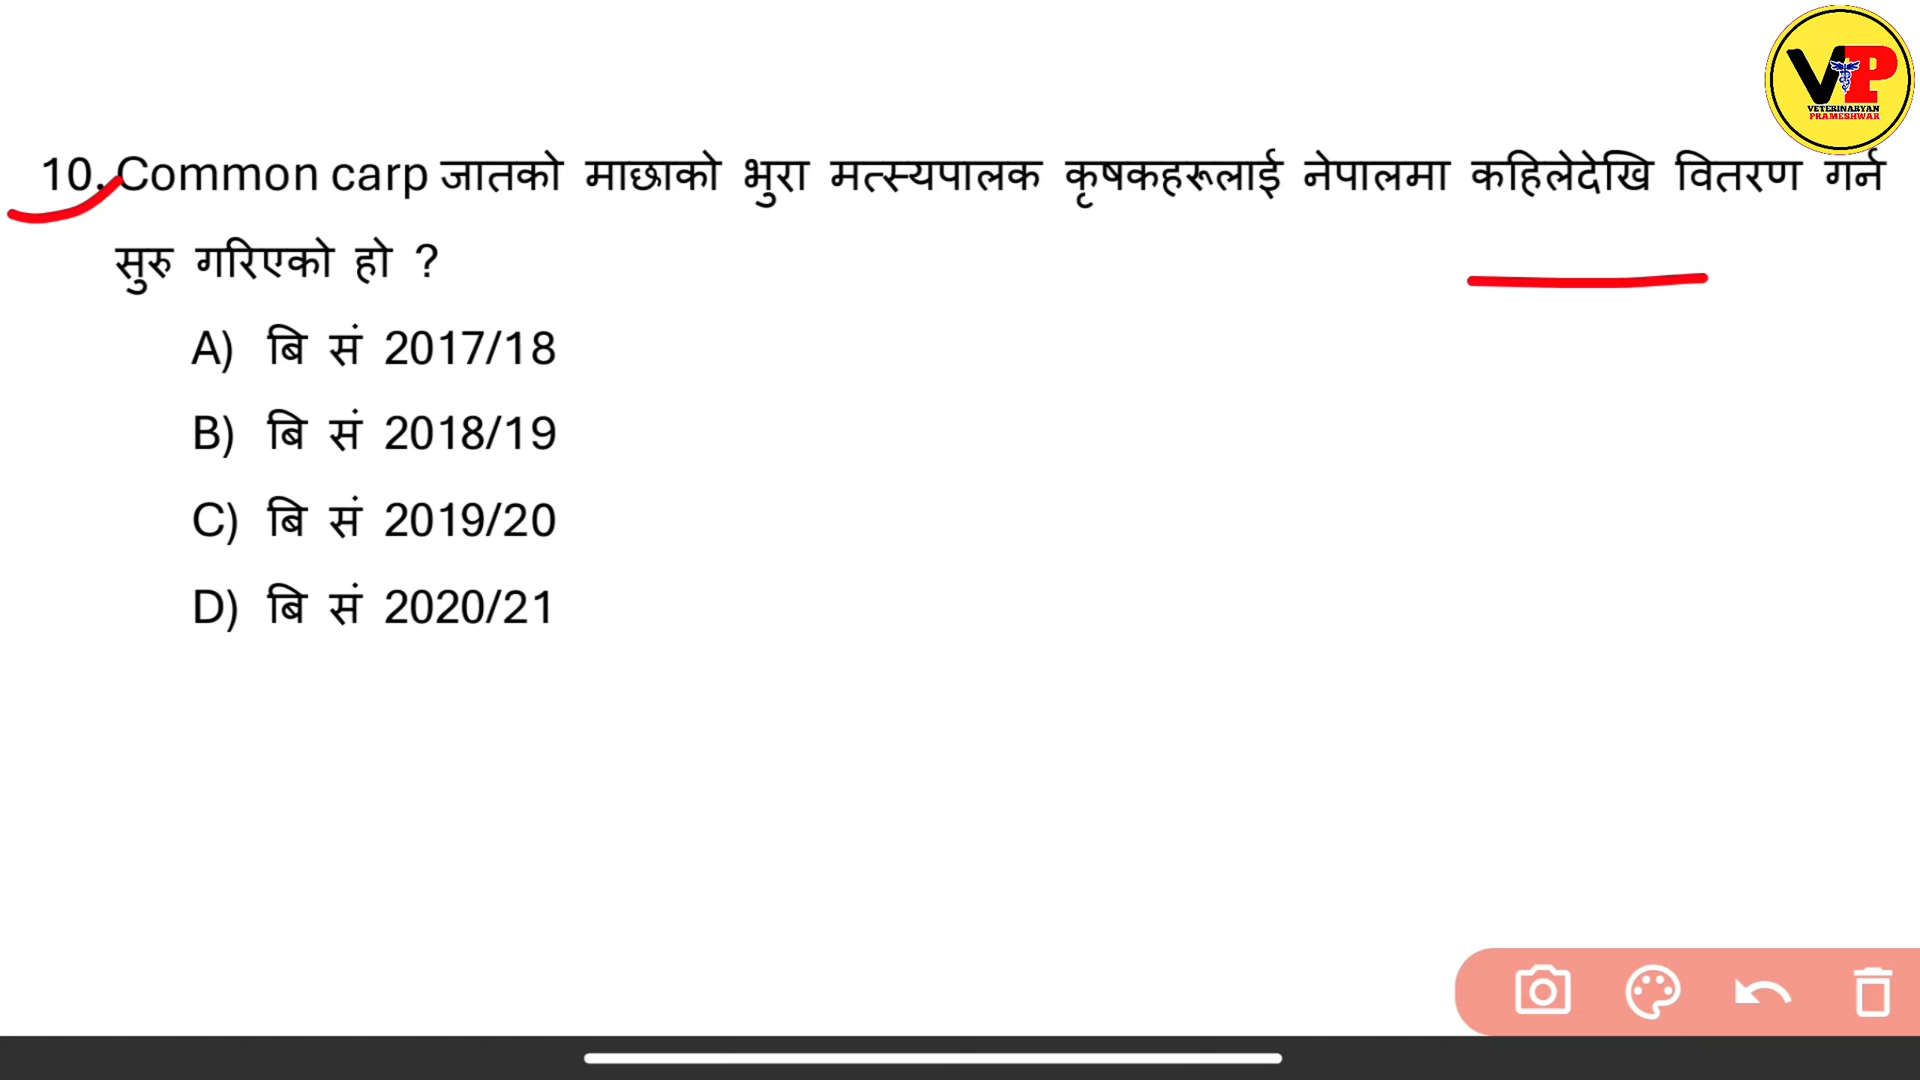 VP
VETERINARYAN
PRAMESHWAR
10. Common carp जातको माछाको भुरा मत्स्यपालक कृषकहरूलाई नेपालमा कहिलेदेखि वितरण गर्न
सुरु गरिएको हो ?
A) बि सं 2017/18
B) बि सं 2018/19
C) बि सं 2019/20
D) बि सं 2020/21